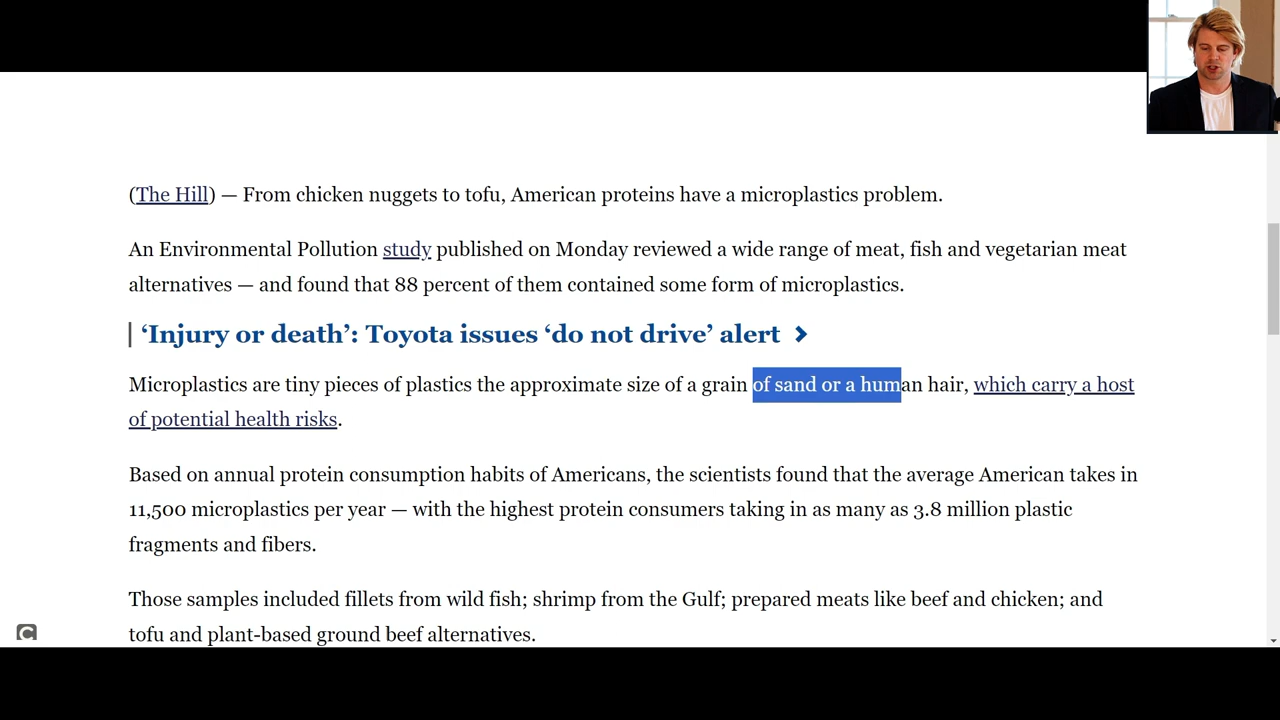 (The Hill) — From chicken nuggets to tofu, American proteins have a microplastics problem.
An Environmental Pollution study published on Monday reviewed a wide range of meat, fish and vegetarian meat
alternatives — and found that 88 percent of them contained some form of microplastics.
‘Injury or death’: Toyota issues ‘do not drive’ alert
Microplastics are tiny pieces of plastics the approximate size of a grain of sand or a human hair, which carry a host
of potential health risks.
Based on annual protein consumption habits of Americans, the scientists found that the average American takes in
11,500 microplastics per year — with the highest protein consumers taking in as many as 3.8 million plastic
fragments and fibers.
Those samples included fillets from wild fish; shrimp from the Gulf; prepared meats like beef and chicken; and
tofu and plant-based ground beef alternatives.